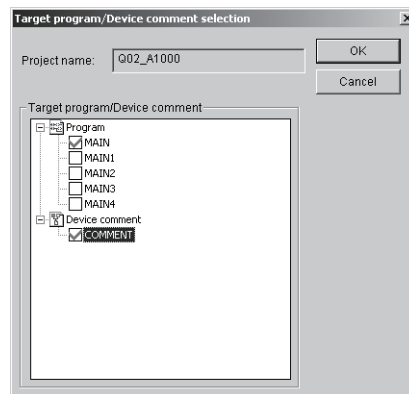 Target program/Device comment selection
Project name: Q02_A1000
OK
Cancel
Target program/Device comment
Program
MAIN
MAIN1
MAIN2
MAIN3
MAIN4
Device comment
COMMENT